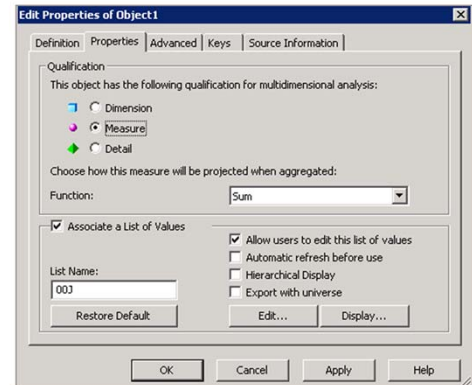 Edit Properties of Object1
Definition Properties Advanced Keys Source Information
Qualification
This object has the following qualification for multidimensional analysis:
Dimension
Measure
Detail
Choose how this measure will be projected when aggregated:
Function: Sum
Associate a List of Values
Allow users to edit this list of values
Automatic refresh before use
List Name: Hierarchical Display
00J Export with universe
Restore Default Edit... Display...
OK Cancel Apply Help